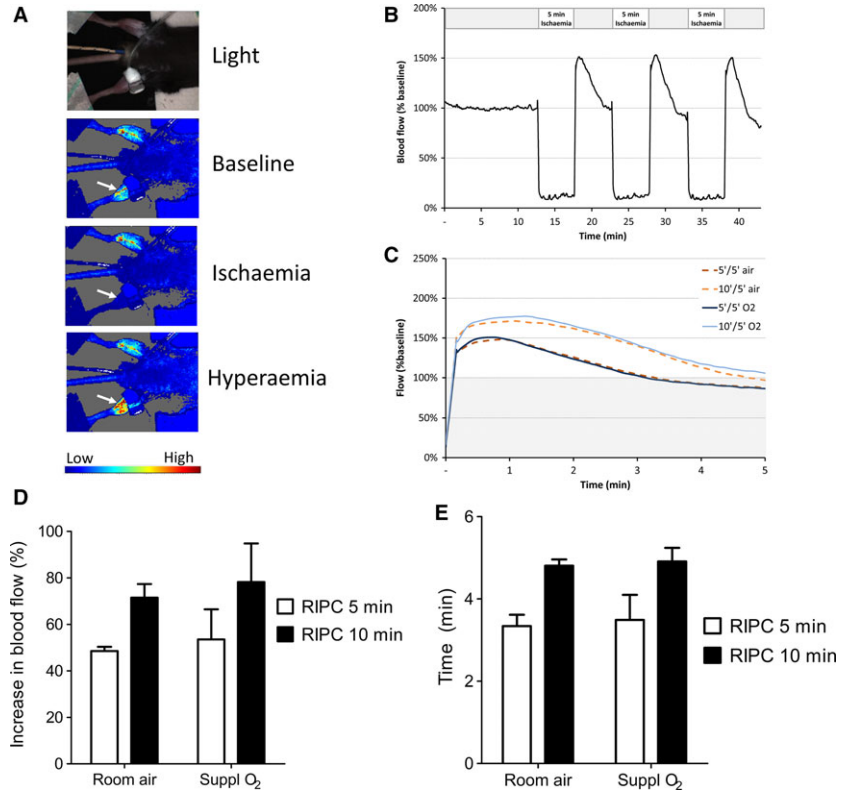 A
Light
Baseline
Ischaemia
Hyperaemia
Low High
B
5 min Ischaemia
5 min Ischaemia
5 min Ischaemia
Blood flow (% baseline)
200%
150%
100%
50%
0%
- 5 10 15 20 25 30 35 40
Time (min)
C
5'/5' air
10'/5' air
5'/5' O2
10'/5' O2
Flow (%baseline)
250%
200%
150%
100%
50%
0%
- 1 2 3 4 5
Time (min)
D
Increase in blood flow (%)
100
80
60
40
20
0
Room air Suppl O₂
RIPC 5 min
RIPC 10 min
E
Time (min)
6
4
2
0
Room air Suppl O₂
RIPC 5 min
RIPC 10 min